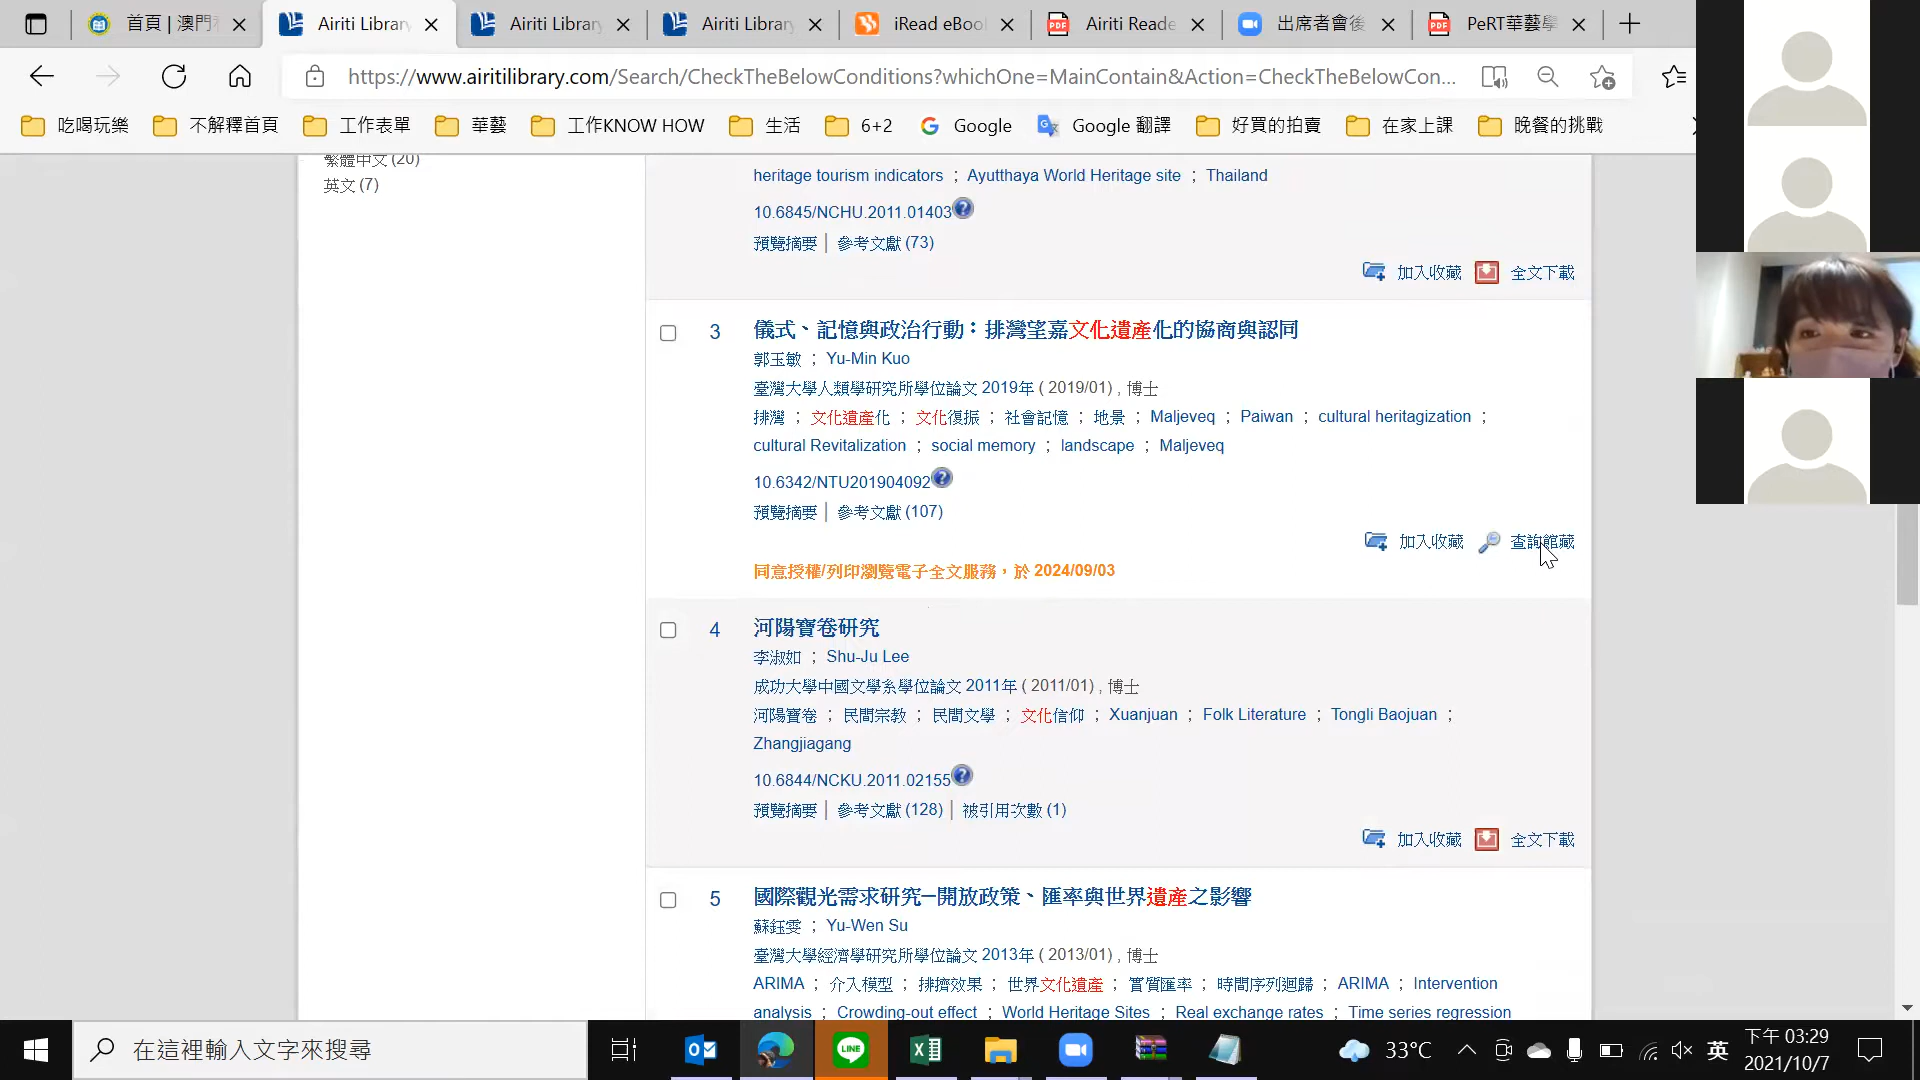 首頁 | 澳門
Airiti Library
Airiti Library
Airiti Library
iRead eBoo
Airiti Reade
出席者會後
PeRT華藝學
https://www.airitilibrary.com/Search/CheckTheBelowConditions?whichOne=MainContain&Action=CheckTheBelowCon...
吃喝玩樂 不解釋首頁 工作表單 華藝 工作KNOW HOW 生活 6+2 Google Google 翻譯 好買的拍賣 在家上課 晚餐的挑戰
繁體中文 (20)
英文 (7)
heritage tourism indicators ; Ayutthaya World Heritage site ; Thailand
10.6845/NCHU.2011.01403
預覽摘要 | 參考文獻 (73)
加入收藏 全文下載
3 儀式、記憶與政治行動：排灣望嘉文化遺產化的協商與認同
郭玉敏 ; Yu-Min Kuo
臺灣大學人類學研究所學位論文 2019年 ( 2019/01) , 博士
排灣 ; 文化遺產化 ; 文化復振 ; 社會記憶 ; 地景 ; Maljeveq ; Paiwan ; cultural heritagization ;
cultural Revitalization ; social memory ; landscape ; Maljeveq
10.6342/NTU201904092
預覽摘要 | 參考文獻 (107)
加入收藏 查詢館藏
同意授權/列印瀏覽電子全文服務，於 2024/09/03
4 河陽寶卷研究
李淑如 ; Shu-Ju Lee
成功大學中國文學系學位論文 2011年 ( 2011/01) , 博士
河陽寶卷 ; 民間宗教 ; 民間文學 ; 文化信仰 ; Xuanjuan ; Folk Literature ; Tongli Baojuan ;
Zhangjiagang
10.6844/NCKU.2011.02155
預覽摘要 | 參考文獻 (128) | 被引用次數 (1)
加入收藏 全文下載
5 國際觀光需求研究─開放政策、匯率與世界遺產之影響
蘇鈺雯 ; Yu-Wen Su
臺灣大學經濟學研究所學位論文 2013年 ( 2013/01) , 博士
ARIMA ; 介入模型 ; 排擠效果 ; 世界文化遺產 ; 實質匯率 ; 時間序列迴歸 ; ARIMA ; Intervention
analysis ; Crowding-out effect ; World Heritage Sites ; Real exchange rates ; Time series regression
在這裡輸入文字來搜尋
LINE
33°C
英
下午 03:29
2021/10/7